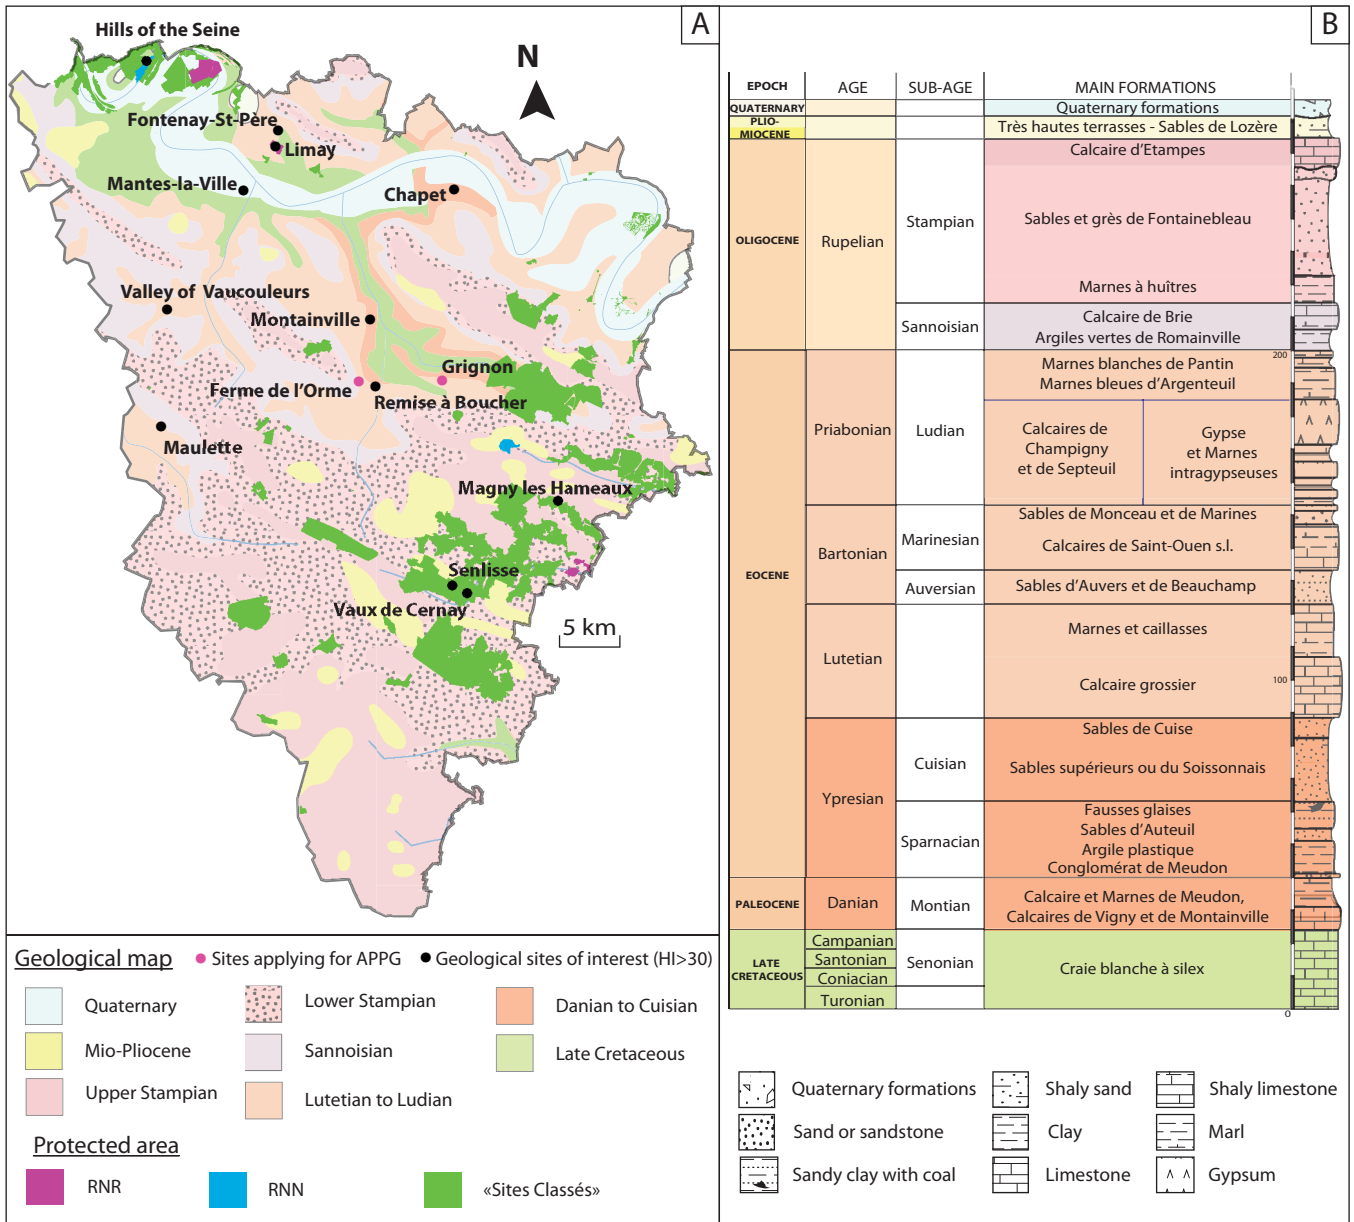 A
Hills of the Seine
N
Fontenay-St-Père
Limay
Mantes-la-Ville
Chapet
Valley of Vaucouleurs
Montainville
Grignon
Ferme de l'Orme
Remise à Boucher
Maulette
Magny les Hameaux
Senlisse
Vaux de Cernay
5 km
Geological map
Sites applying for APPG
Geological sites of interest (HI>30)
Quaternary
Lower Stampian
Danian to Cuisian
Mio-Pliocene
Sannoisian
Late Cretaceous
Upper Stampian
Lutetian to Ludian
Protected area
RNR
RNN
«Sites Classés»
B
EPOCH
AGE
SUB-AGE
MAIN FORMATIONS
QUATERNARY
Quaternary formations
PLIO-
MIOCENE
Très hautes terrasses - Sables de Lozère
OLIGOCENE
Rupelian
Stampian
Calcaire d'Etampes
Sables et grès de Fontainebleau
Marnes à huîtres
Sannoisian
Calcaire de Brie
Argiles vertes de Romainville
200
EOCENE
Priabonian
Ludian
Marnes blanches de Pantin
Marnes bleues d'Argenteuil
Calcaires de
Champigny
et de Septeuil
Gypse
et Marnes
intragypseuses
Bartonian
Marinesian
Sables de Monceau et de Marines
Calcaires de Saint-Ouen s.l.
Auversian
Sables d'Auvers et de Beauchamp
Lutetian
Marnes et caillasses
Calcaire grossier
100
Ypresian
Cuisian
Sables de Cuise
Sables supérieurs ou du Soissonnais
Sparnacian
Fausses glaises
Sables d'Auteuil
Argile plastique
Conglomérat de Meudon
PALEOCENE
Danian
Montian
Calcaire et Marnes de Meudon,
Calcaires de Vigny et de Montainville
LATE
CRETACEOUS
Campanian
Santonian
Coniacian
Turonian
Senonian
Craie blanche à silex
0
Quaternary formations
Shaly sand
Shaly limestone
Sand or sandstone
Clay
Marl
Sandy clay with coal
Limestone
Gypsum